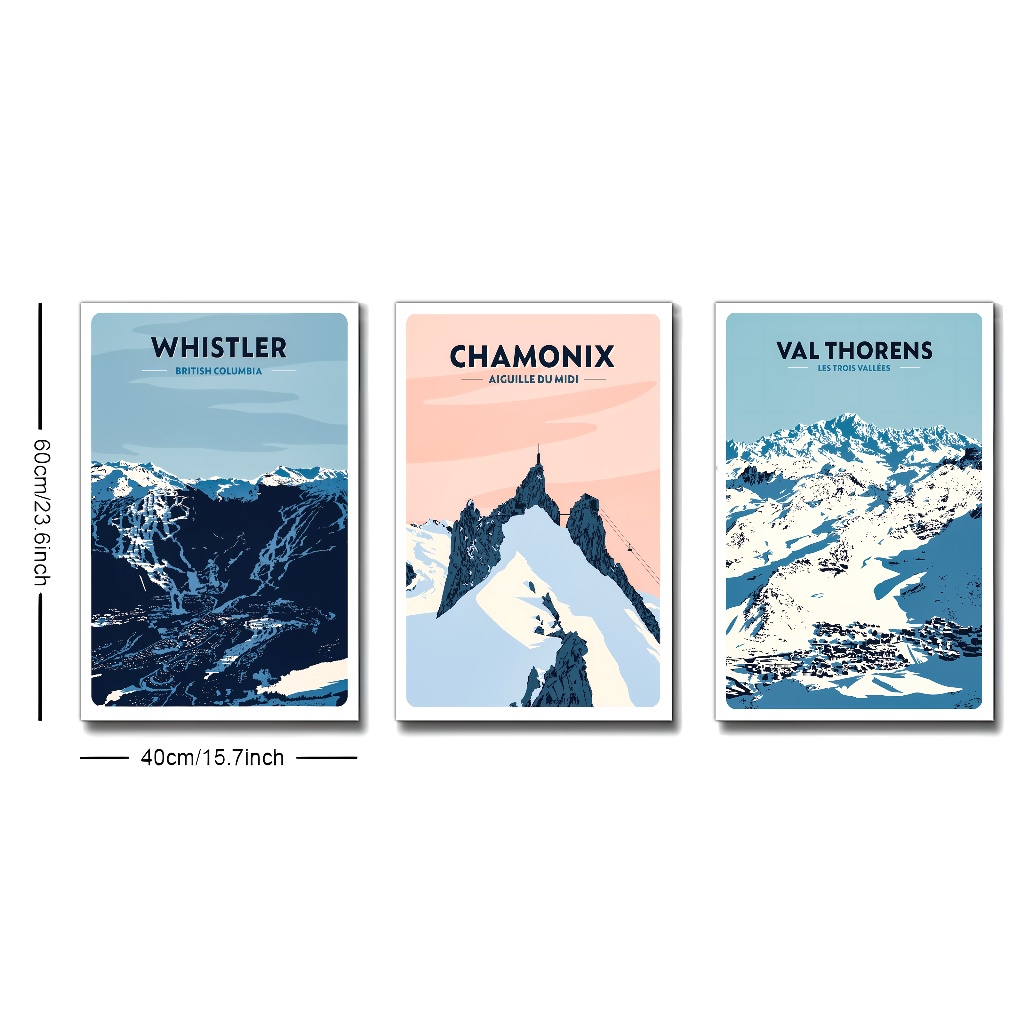 WHISTLER
BRITISH COLUMBIA
CHAMONIX
AIGUILLE DU MIDI
VAL THORENS
LES TROIS VALLÉES
60cm/23.6inch
40cm/15.7inch